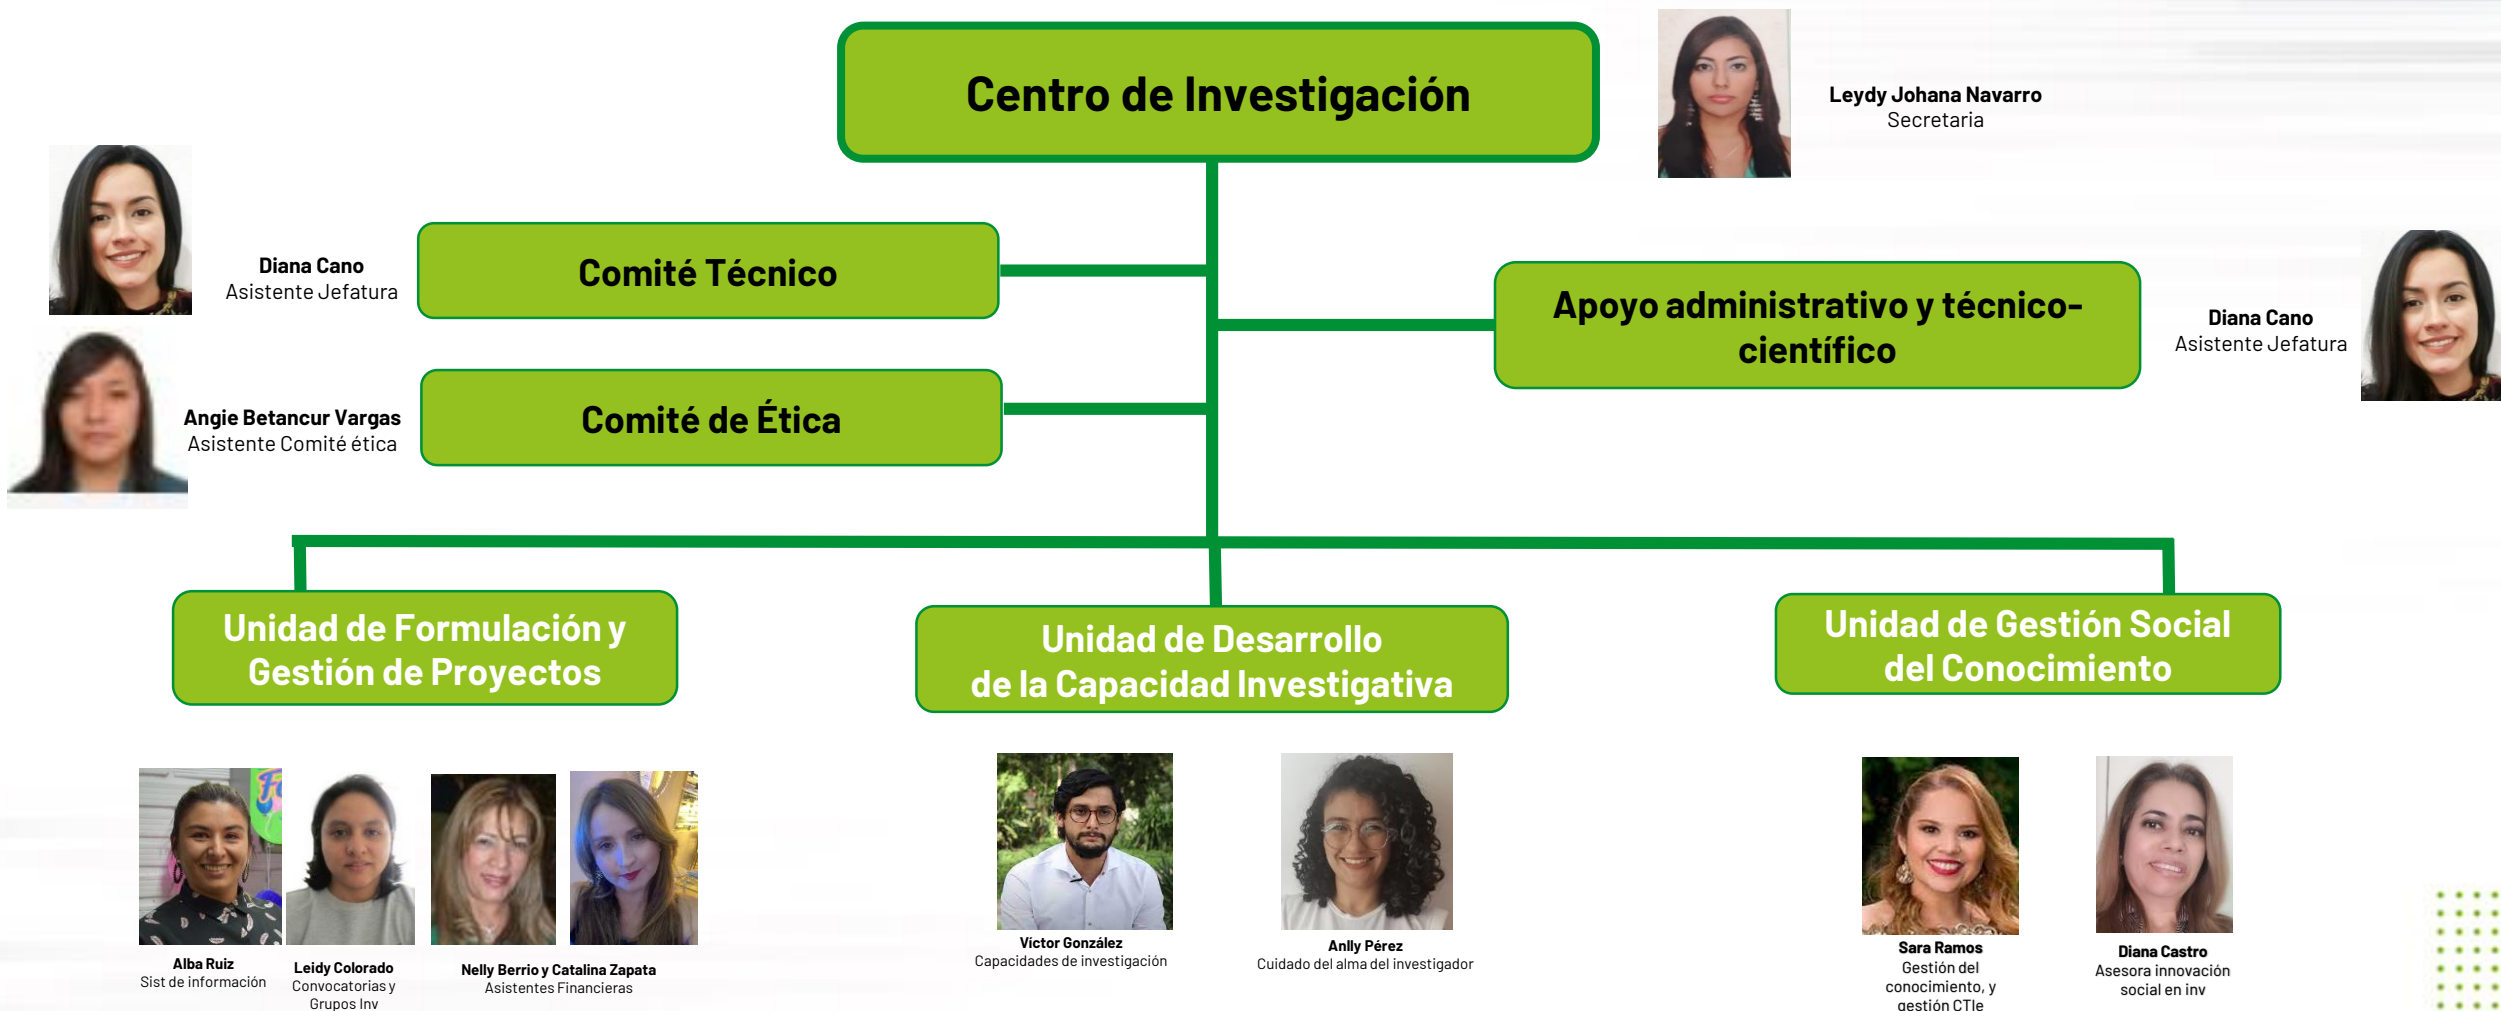 Centro de Investigación
Leydy Johana Navarro
Secretaria
Diana Cano
Asistente Jefatura
Comité Técnico
Apoyo administrativo y técnico-
científico
Diana Cano
Asistente Jefatura
Angie Betancur Vargas
Asistente Comité ética
Comité de Ética
Unidad de Formulación y
Gestión de Proyectos
Unidad de Desarrollo
de la Capacidad Investigativa
Unidad de Gestión Social
del Conocimiento
Alba Ruiz
Sist de información
Leidy Colorado
Convocatorias y
Grupos Inv
Nelly Berrio y Catalina Zapata
Asistentes Financieras
Víctor González
Capacidades de investigación
Anlly Pérez
Cuidado del alma del investigador
Sara Ramos
Gestión del
conocimiento, y
gestión CTIe
Diana Castro
Asesora innovación
social en inv